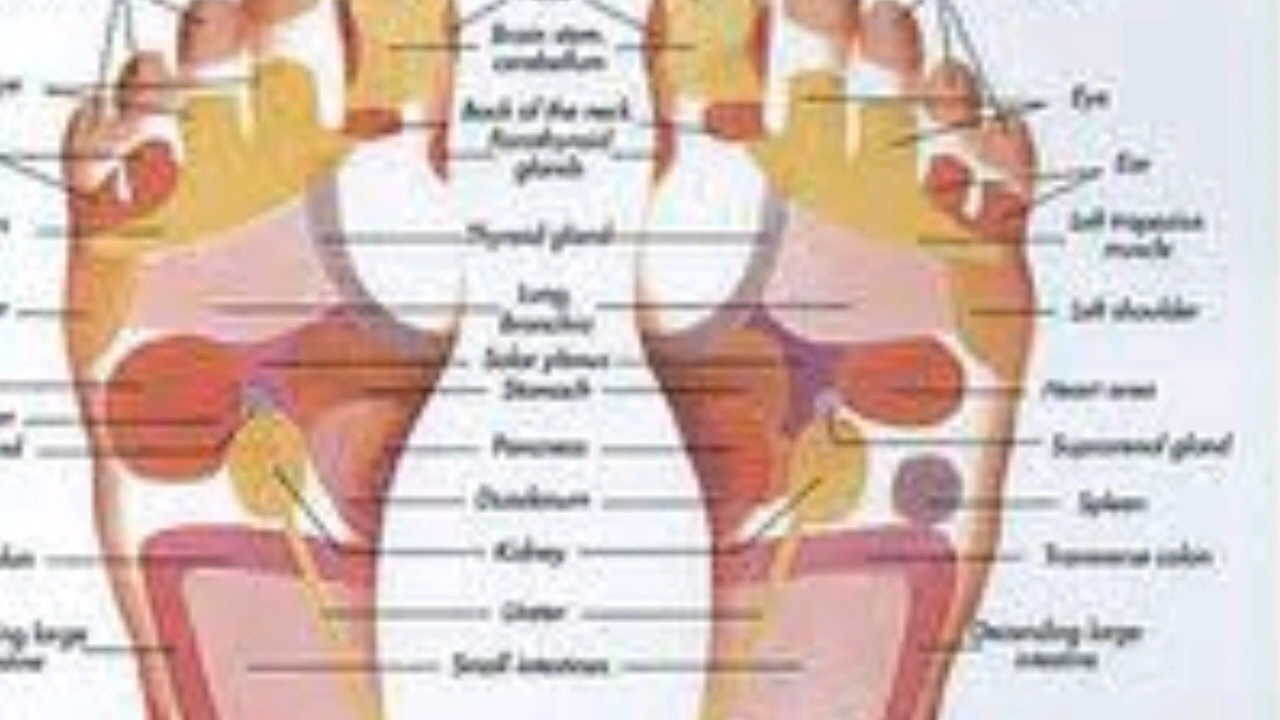 Brain stem,
cerebellum
Back of the neck
Parathyroid
glands
Thyroid gland
Lung
Bronchia
Solar plexus
Stomach
Pancreas
Duodenum
Kidney
Ureter
Small intestines
Eye
Ear
Left trapezius
muscle
Left shoulder
Heart area
Suprarenal gland
Spleen
Transverse colon
Descending large
intestine